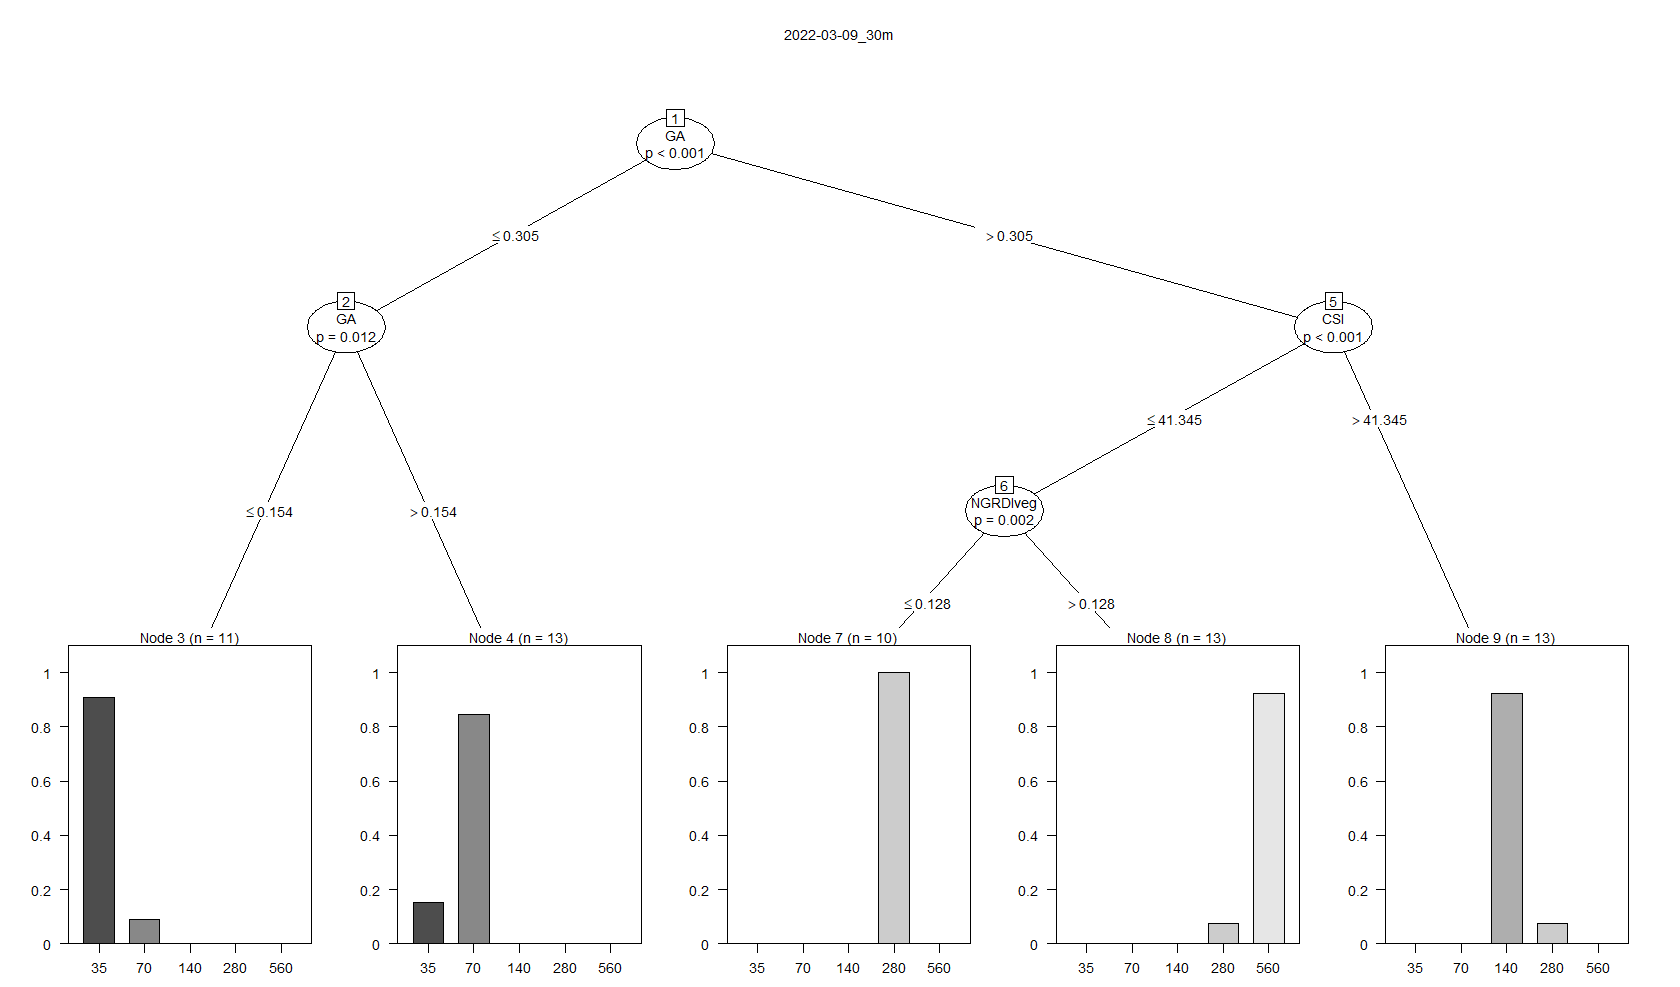 2022-03-09_30m
1
GA
p < 0.001
≤ 0.305
> 0.305
2
GA
p = 0.012
5
CSI
p < 0.001
≤ 41.345
> 41.345
≤ 0.154
> 0.154
6
NGRDIveg
p = 0.002
≤ 0.128
> 0.128
Node 3 (n = 11)
1
0.8
0.6
0.4
0.2
0
35 70 140 280 560
Node 4 (n = 13)
1
0.8
0.6
0.4
0.2
0
35 70 140 280 560
Node 7 (n = 10)
1
0.8
0.6
0.4
0.2
0
35 70 140 280 560
Node 8 (n = 13)
1
0.8
0.6
0.4
0.2
0
35 70 140 280 560
Node 9 (n = 13)
1
0.8
0.6
0.4
0.2
0
35 70 140 280 560